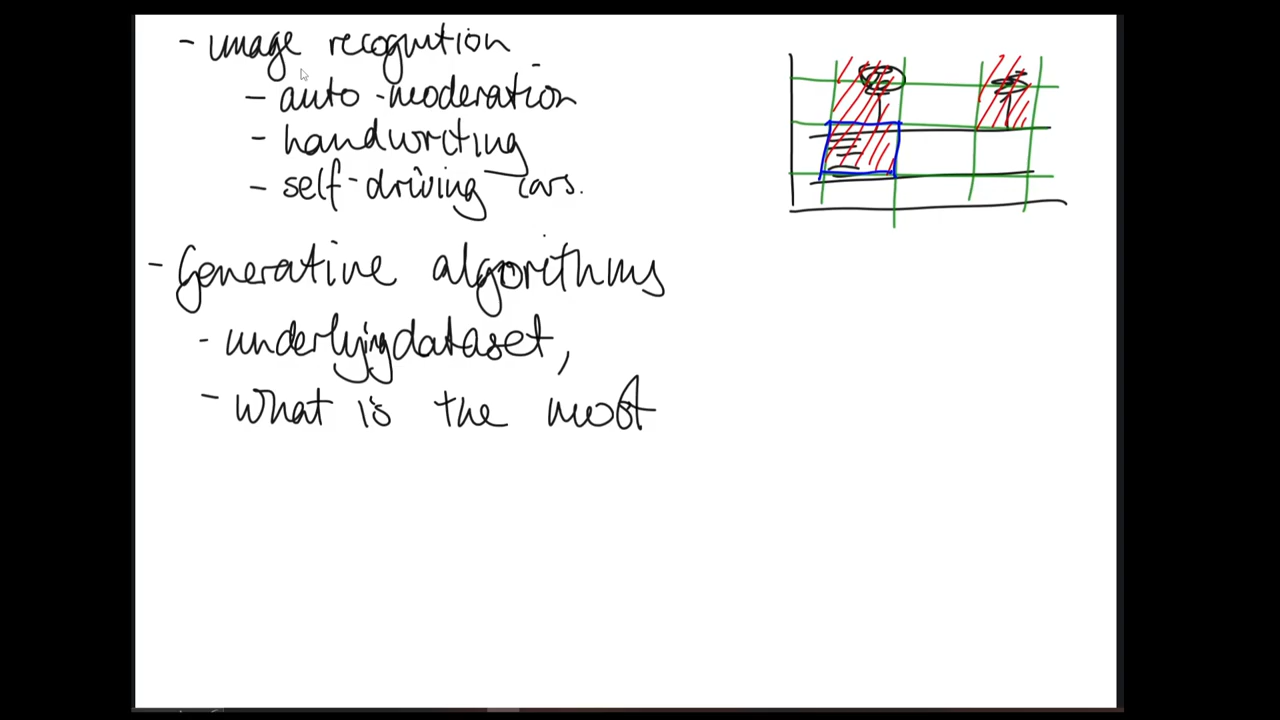 - image recognition
- auto-moderation
- handwriting
- self-driving cars.
- Generative algorithms
- underlying dataset,
- what is the most